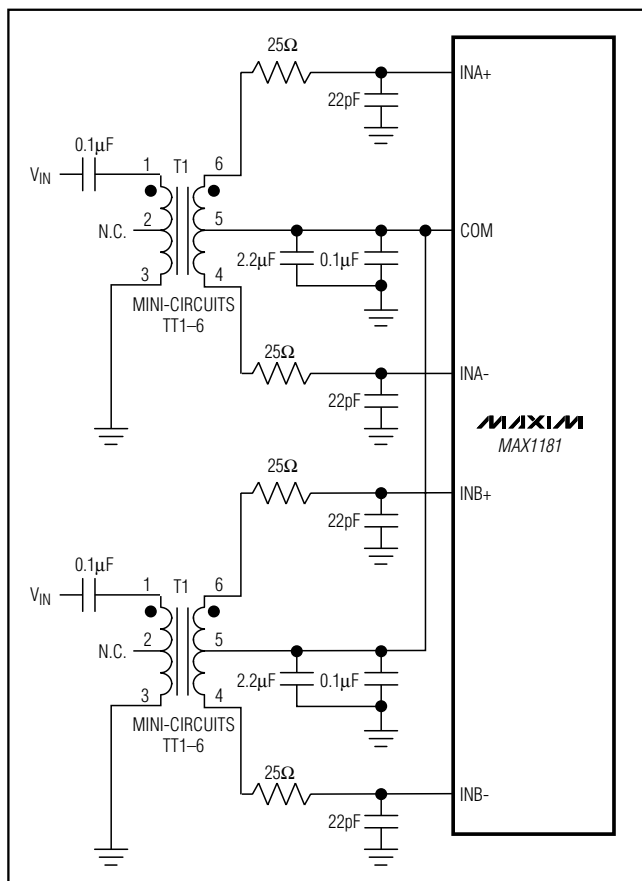 25Ω
INA+
22pF
0.1µF
1 T1 6
VIN
N.C. 2 5 COM
2.2µF 0.1µF
3 4
MINI-CIRCUITS
TT1–6
25Ω
INA-
22pF
MAXIM
MAX1181
25Ω
INB+
22pF
0.1µF
1 T1 6
VIN
N.C. 2 5
2.2µF 0.1µF
3 4
MINI-CIRCUITS
TT1–6
25Ω
INB-
22pF